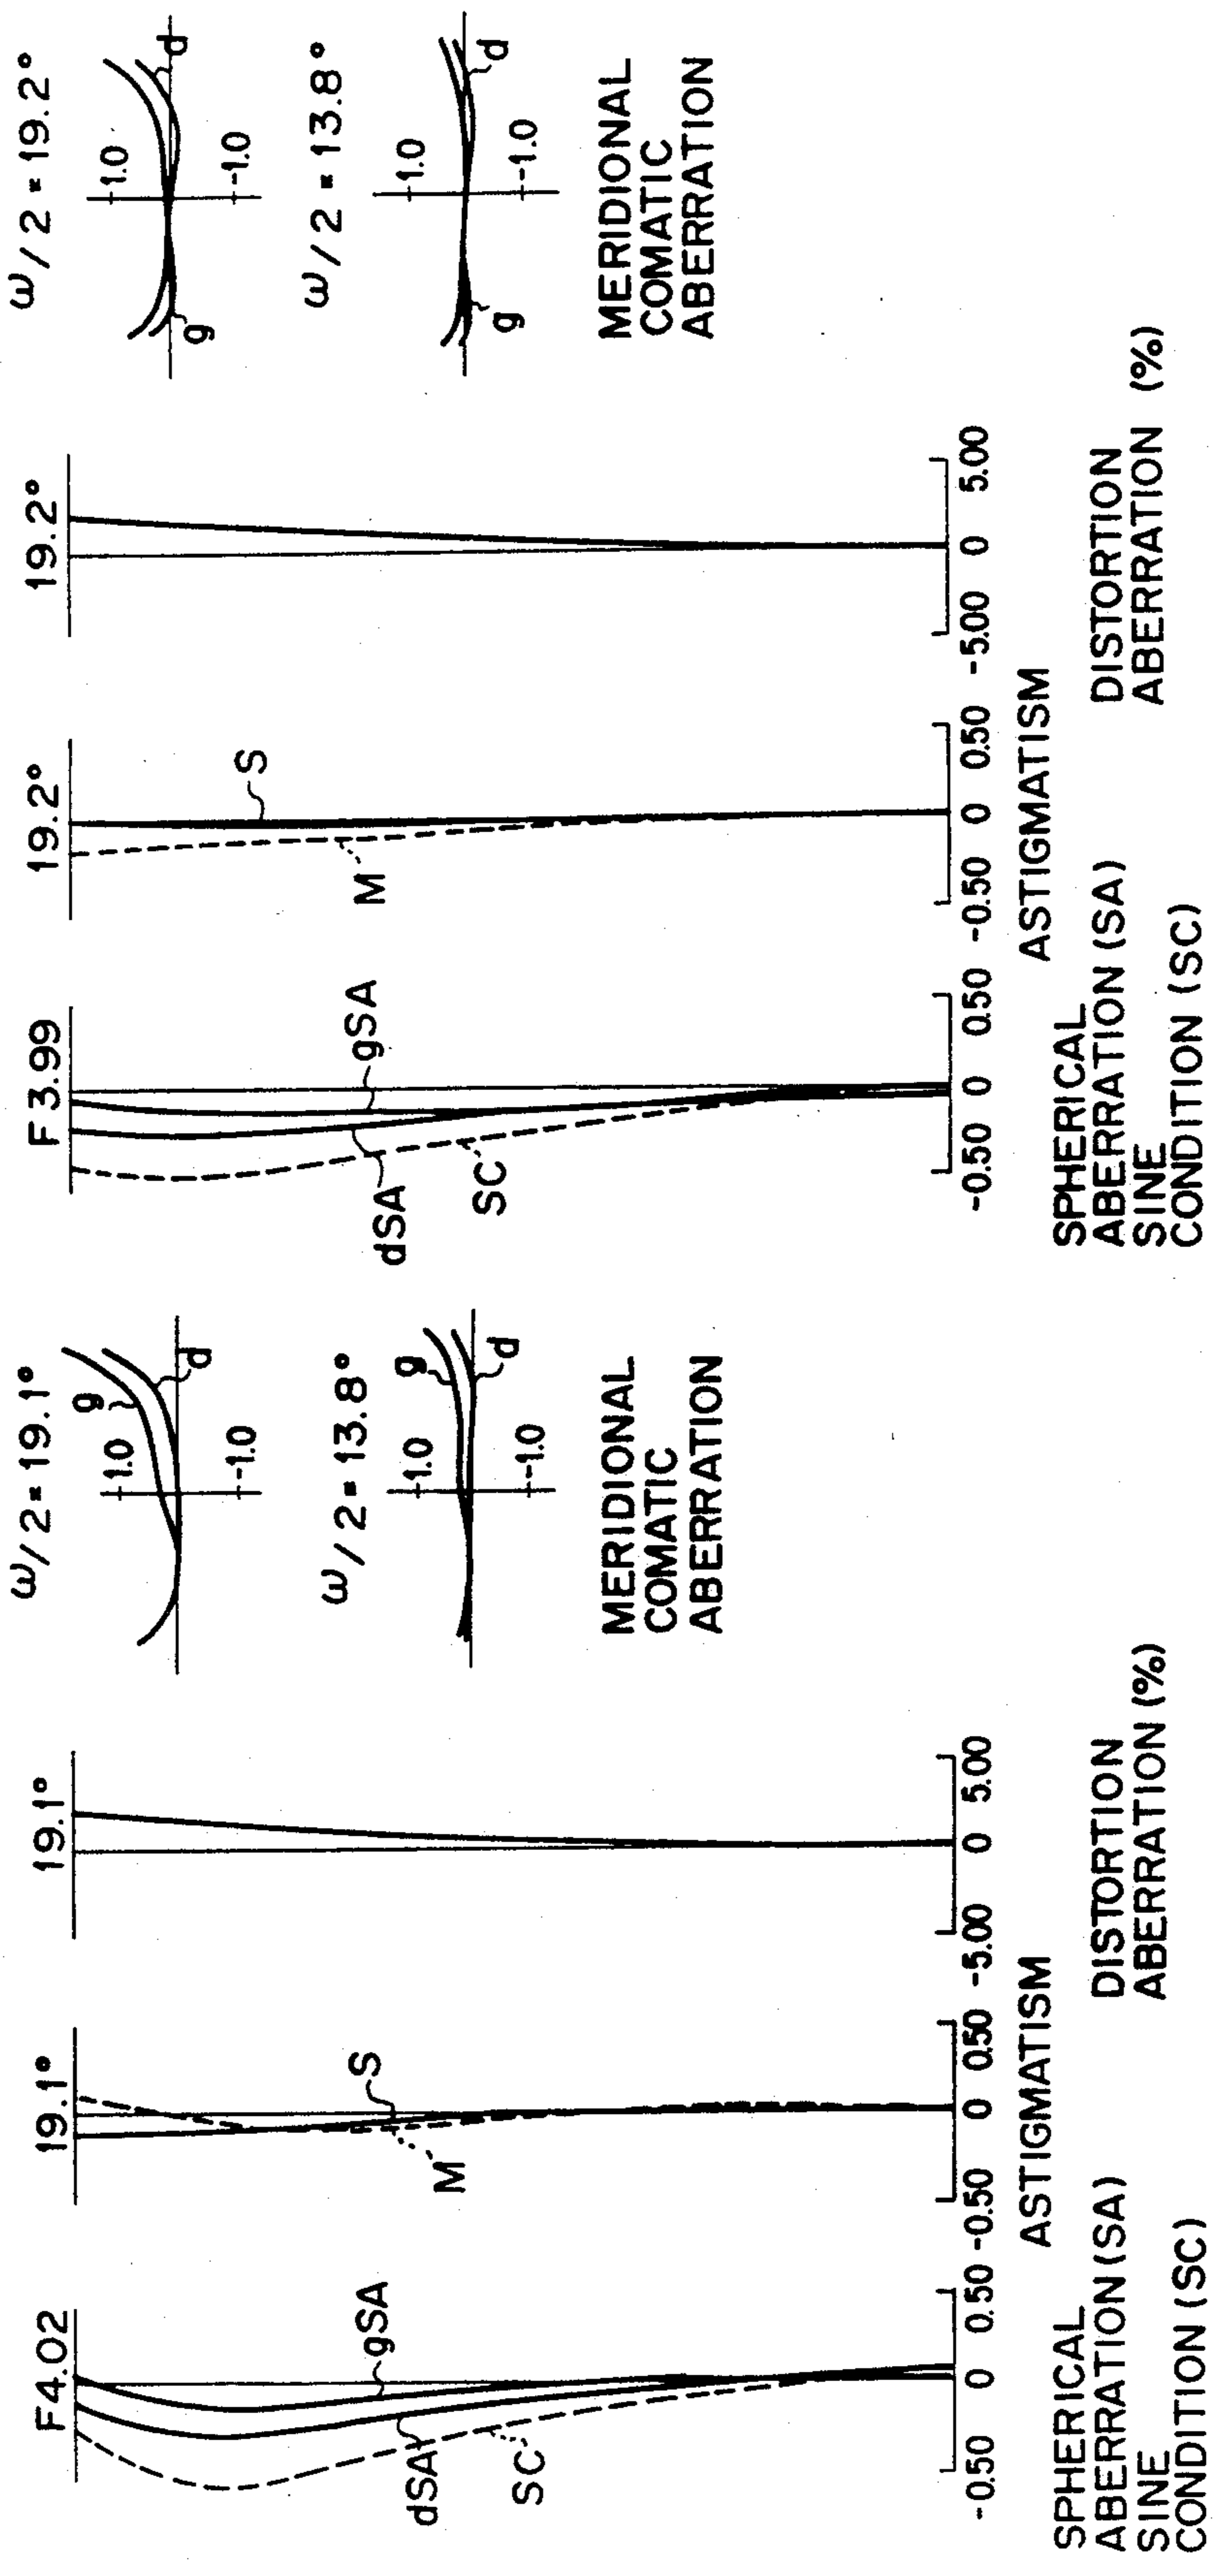 F4.02
gSA
dSA
SC
-0.50
0
0.50
SPHERICAL
ABERRATION (SA)
SINE
CONDITION (SC)
19.1°
S
M
-0.50
0
0.50
ASTIGMATISM
19.1°
-5.00
0
5.00
DISTORTION
ABERRATION (%)
ω/2=19.1°
g
1.0
d
-1.0
ω/2=13.8°
g
1.0
d
-1.0
MERIDIONAL
COMATIC
ABERRATION
F3.99
gSA
dSA
SC
-0.50
0
0.50
SPHERICAL
ABERRATION (SA)
SINE
CONDITION (SC)
19.2°
S
M
-0.50
0
0.50
ASTIGMATISM
19.2°
-5.00
0
5.00
DISTORTION
ABERRATION (%)
ω/2=19.2°
1.0
d
g
-1.0
ω/2=13.8°
1.0
d
g
-1.0
MERIDIONAL
COMATIC
ABERRATION